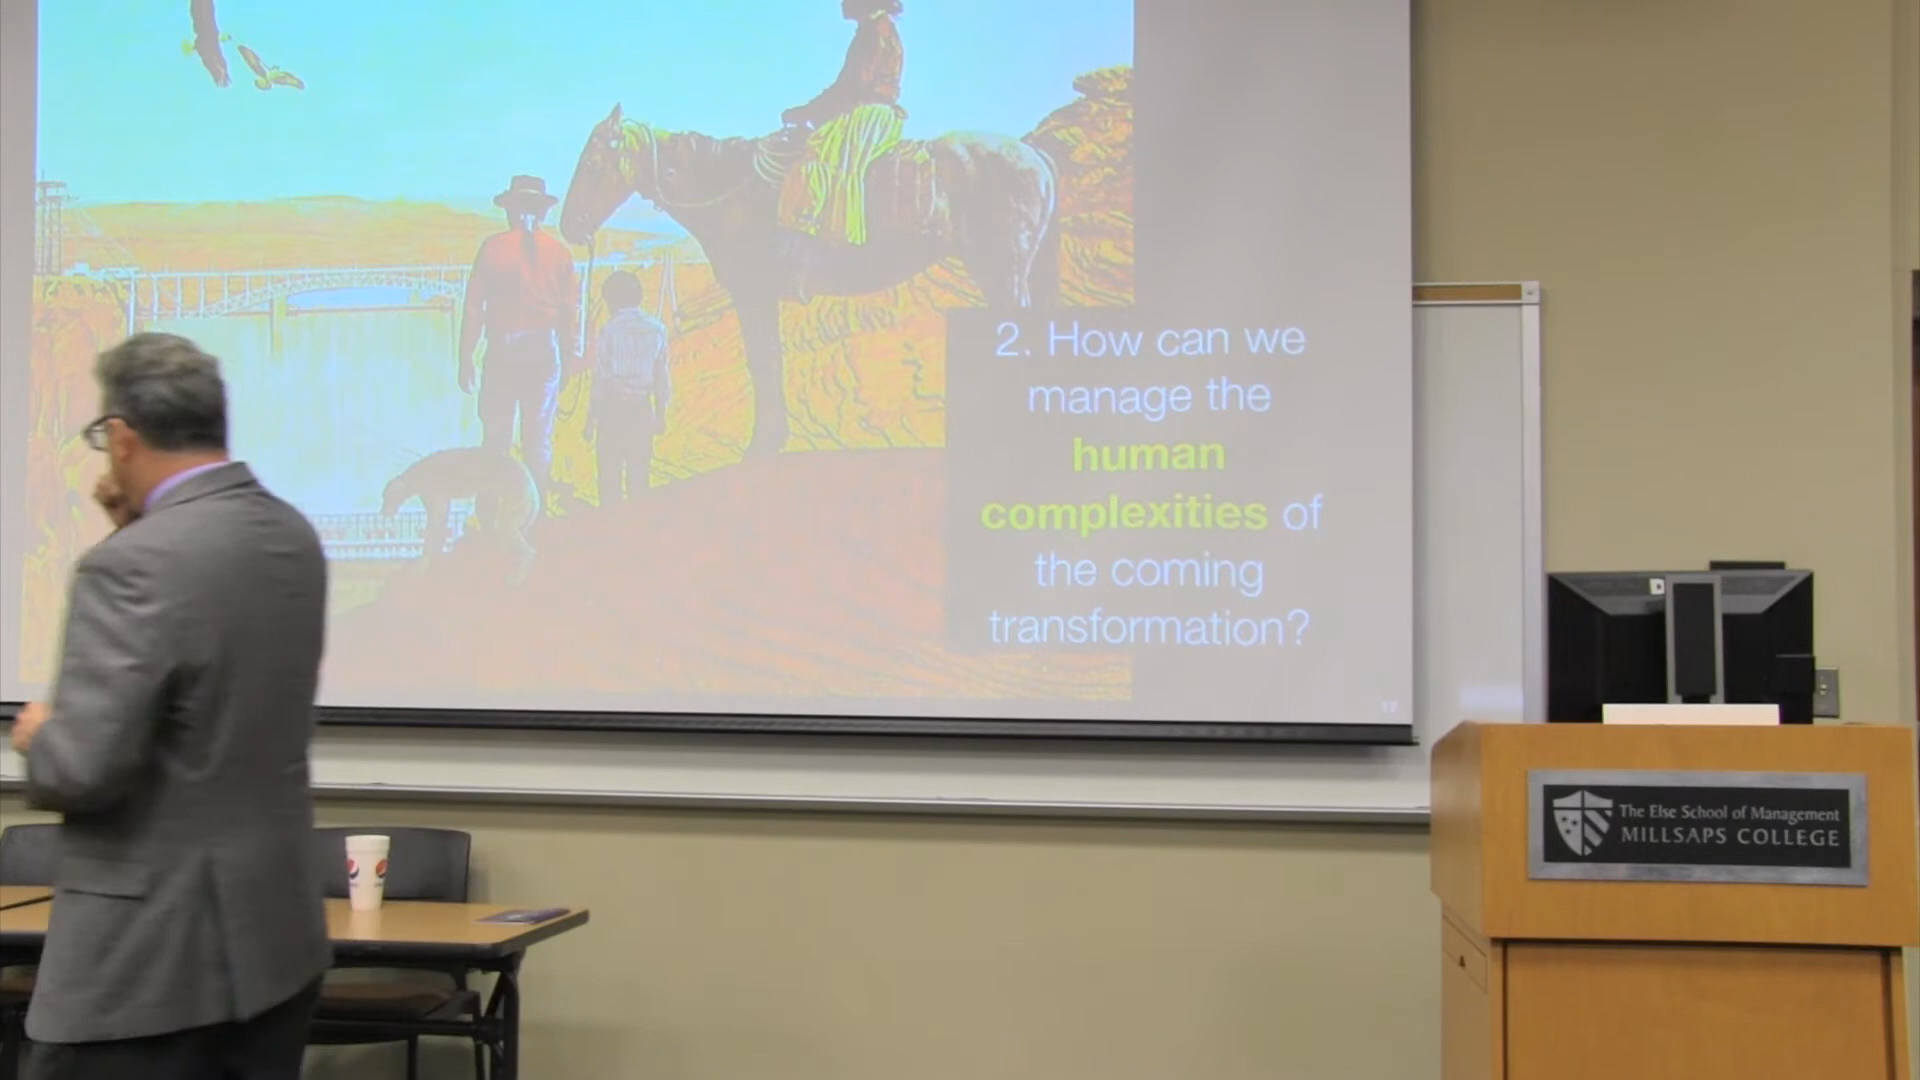 2. How can we
manage the
human
complexities of
the coming
transformation?
17
The Else School of Management
MILLSAPS COLLEGE